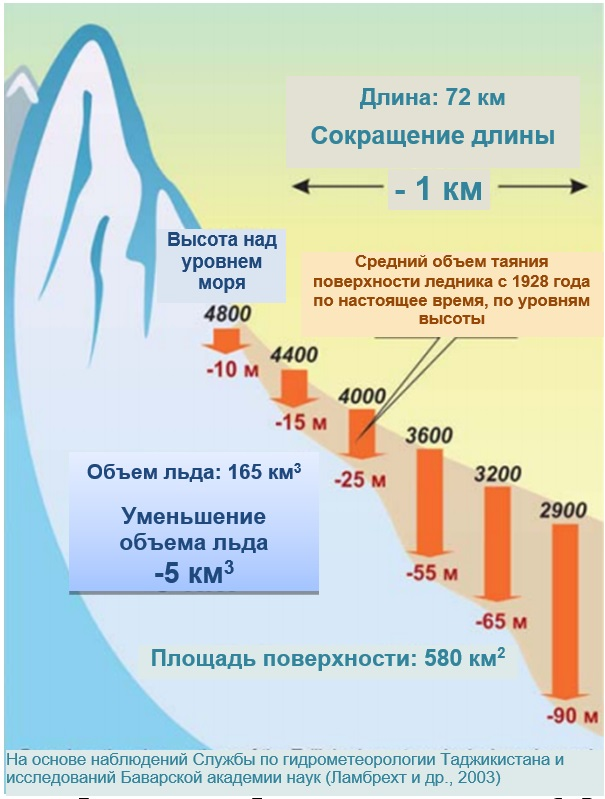 Длина: 72 км
Сокращение длины
- 1 км
Высота над
уровнем
моря
Средний объем таяния
поверхности ледника с 1928 года
по настоящее время, по уровням
высоты
4800
-10 м
4400
-15 м
4000
-25 м
3600
-55 м
3200
-65 м
2900
-90 м
Объем льда: 165 км³
Уменьшение
объема льда
-5 км³
Площадь поверхности: 580 км²
На основе наблюдений Службы по гидрометеорологии Таджикистана и
исследований Баварской академии наук (Ламбрехт и др., 2003)